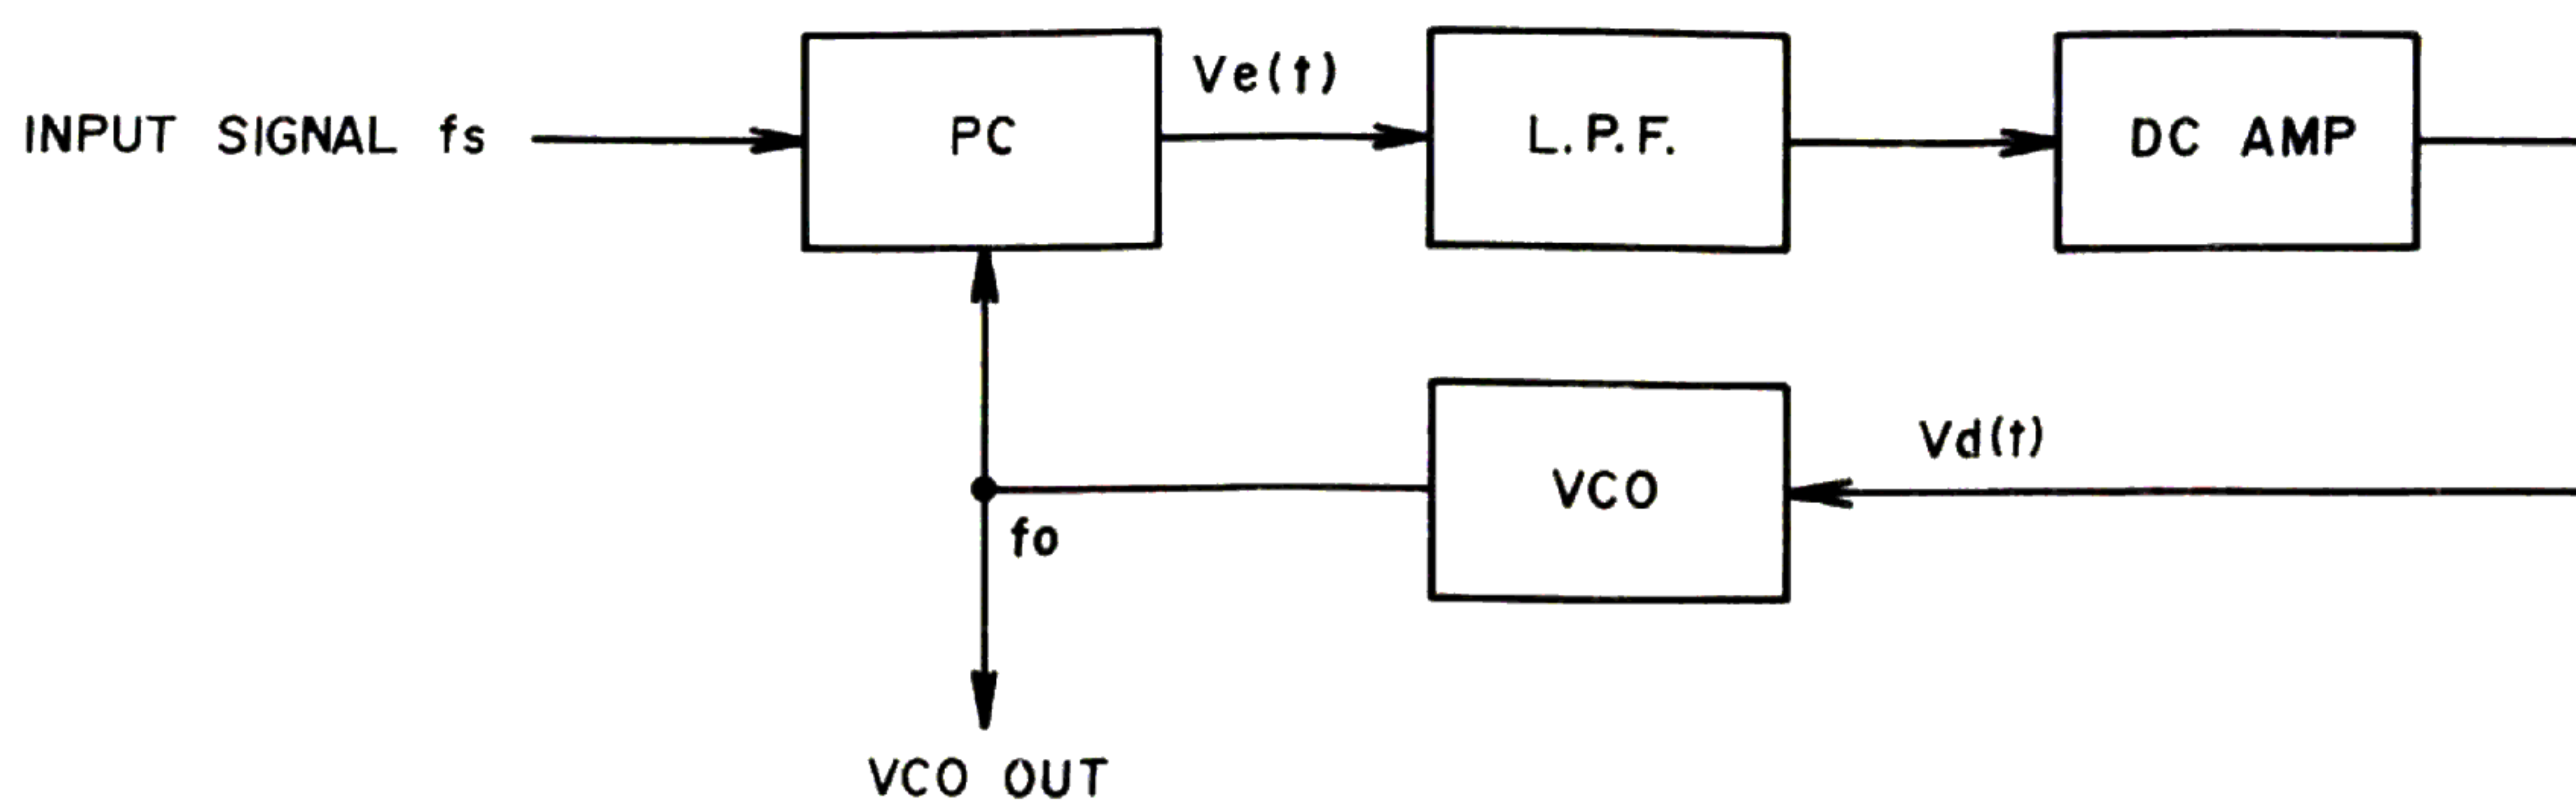 INPUT SIGNAL fs
PC
Ve(t)
L.P.F.
DC AMP
VCO
Vd(t)
fo
VCO OUT